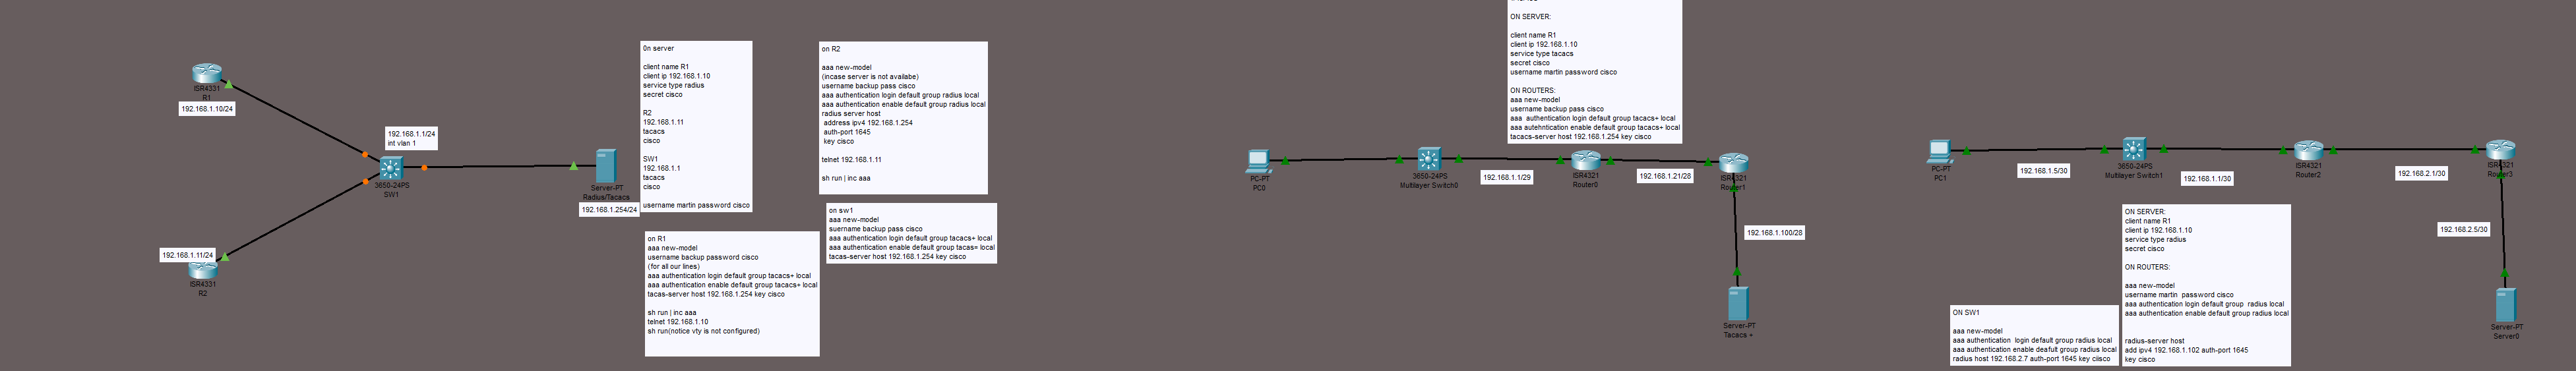 ISR4331
R1
192.168.1.10/24
192.168.1.1/24
int vlan 1
3650-24PS
SW1
Server-PT
Radius/Tacacs
192.168.1.254/24
192.168.1.11/24
ISR4331
R2
0n server
client name R1
client ip 192.168.1.10
service type radius
secret cisco
R2
192.168.1.11
tacacs
cisco
SW1
192.168.1.1
tacacs
cisco
username martin password cisco
on R1
aaa new-model
username backup password cisco
(for all our lines)
aaa authentication login default group tacacs+ local
aaa authentication enable default group tacacs+ local
tacas-server host 192.168.1.254 key cisco
sh run | inc aaa
telnet 192.168.1.10
sh run(notice vty is not configured)
on R2
aaa new-model
(incase server is not availabe)
username backup pass cisco
aaa authentication login default group radius local
aaa authentication enable default group radius local
radius server host
address ipv4 192.168.1.254
auth-port 1645
key cisco
telnet 192.168.1.11
sh run | inc aaa
on sw1
aaa new-model
suername backup pass cisco
aaa authentication login default group tacacs+ local
aaa authentication enable default group tacas= local
tacas-server host 192.168.1.254 key cisco
ON SERVER:
client name R1
client ip 192.168.1.10
service type tacacs
secret cisco
username martin password cisco
ON ROUTERS:
aaa new-model
username backup pass cisco
aaa authentication login default group tacacs+ local
aaa autehntication enable default group tacacs+ local
tacacs-server host 192.168.1.254 key cisco
PC-PT
PC0
3650-24PS
Multilayer Switch0
192.168.1.1/29
ISR4321
Router0
192.168.1.21/28
ISR4321
Router1
192.168.1.100/28
Server-PT
Tacacs +
PC-PT
PC1
192.168.1.5/30
3650-24PS
Multilayer Switch1
192.168.1.1/30
ISR4321
Router2
192.168.2.1/30
ISR4321
Router3
192.168.2.5/30
Server-PT
Server0
ON SERVER:
client name R1
client ip 192.168.1.10
service type radius
secret cisco
ON ROUTERS:
aaa new-model
username martin password cisco
aaa authentication login default group radius local
aaa authentication enable default group radius local
radius-server host
add ipv4 192.168.1.102 auth-port 1645
key cisco
ON SW1
aaa new-model
aaa authentication login default group radius local
aaa authentication enable deafult group radius local
radius host 192.168.2.7 auth-port 1645 key ciisco